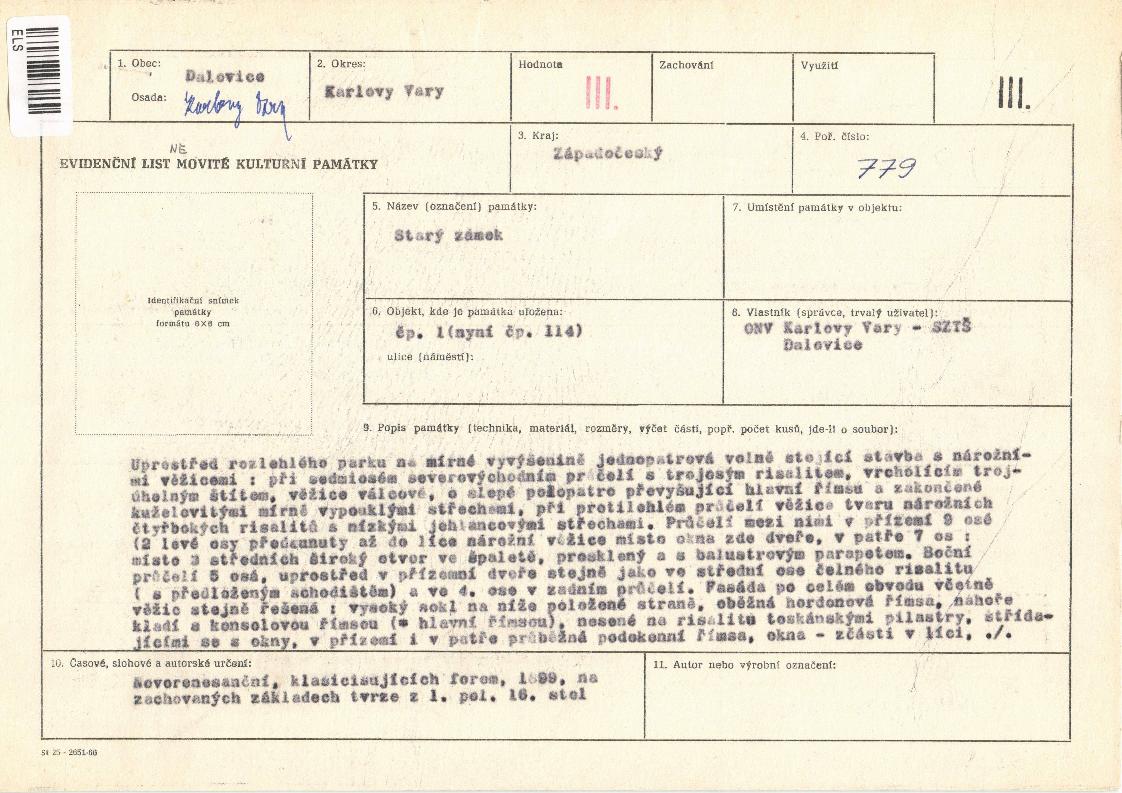 ELS
1. Obec:
Dalovice
Osada: Karlovy Vary
2. Okres:
Karlovy Vary
Hodnota
III.
Zachování
Využití
III.
NE
EVIDENČNÍ LIST MOVITÉ KULTURNÍ PAMÁTKY
3. Kraj:
Západočeský
4. Poř. číslo:
779
Identifikační snímek
památky
formátu 6×6 cm
5. Název (označení) památky:
Starý zámek
7. Umístění památky v objektu:
6. Objekt, kde je památka uložena:
čp. 1(nyní čp. 114)
ulice (náměstí):
8. Vlastník (správce, trvalý uživatel):
ONV Karlovy Vary - SZTŠ
Dalovice
9. Popis památky (technika, materiál, rozměry, výčet částí, popř. počet kusů, jde-li o soubor):
Uprostřed rozlehlého parku na mírné vyvýšenině jednopatrová volně stojící stavba s nárožní-
mi věžicemi : při sedmiosém severovýchodním průčelí s trojosým risalitem, vrcholícím troj-
úhelným štítem, věžice válcové, o slepé polopatro převyšující hlavní římsu a zakončené
kuželovitými mírně vypouklými střechami, při protilehlém průčelí věžice tvaru nárožních
čtyřbokých risalitů s nízkými jehlancovými střechami. Průčelí mezi nimi v přízemí 9 osé
(2 levé osy předsunuty až do líce nárožní věžice místo okna zde dveře, v patře 7 os :
místo 3 středních široký otvor ve špaletě, prosklený a s balustrovým parapetem. Boční
průčelí 5 osá, uprostřed v přízemní dveře stejně jako ve střední ose čelného risalitu
( s předloženým schodištěm) a ve 4. ose v zadním průčelí. Fasáda po celém obvodu včetně
věžic stejně řešená : vysoký sokl na níže položené straně, oběžná kordonová římsa, nahoře
kladí s konsolovou římsou (= hlavní římsou), nesené na risalitu toskánskými pilastry, střída-
jícími se s okny, v přízemí i v patře průběžná podokenní římsa, okna - zčásti v líci, ./.
10. Časové, slohové a autorské určení:
Novorenesanční, klasicisujících forem, 1899, na
zachovaných základech tvrze z 1. pol. 16. stol
11. Autor nebo výrobní označení:
St 25 - 2651-66